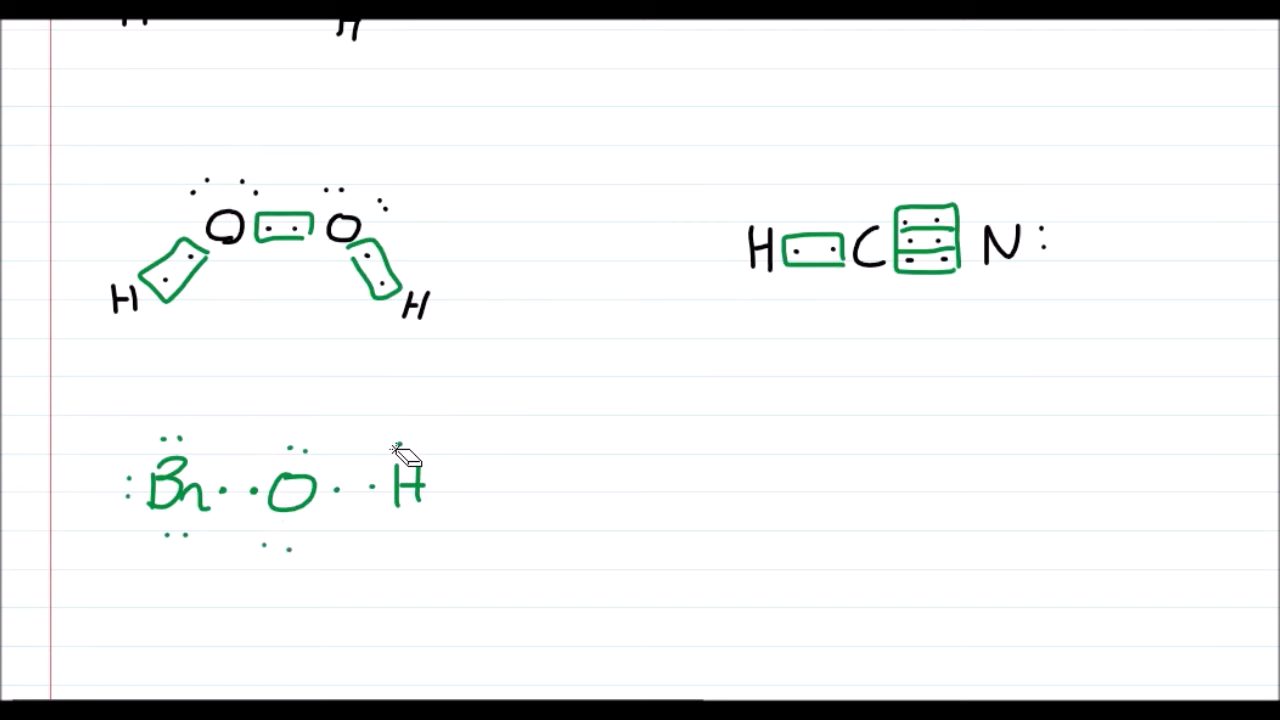 H H
O O
H H
H C N
Br O H